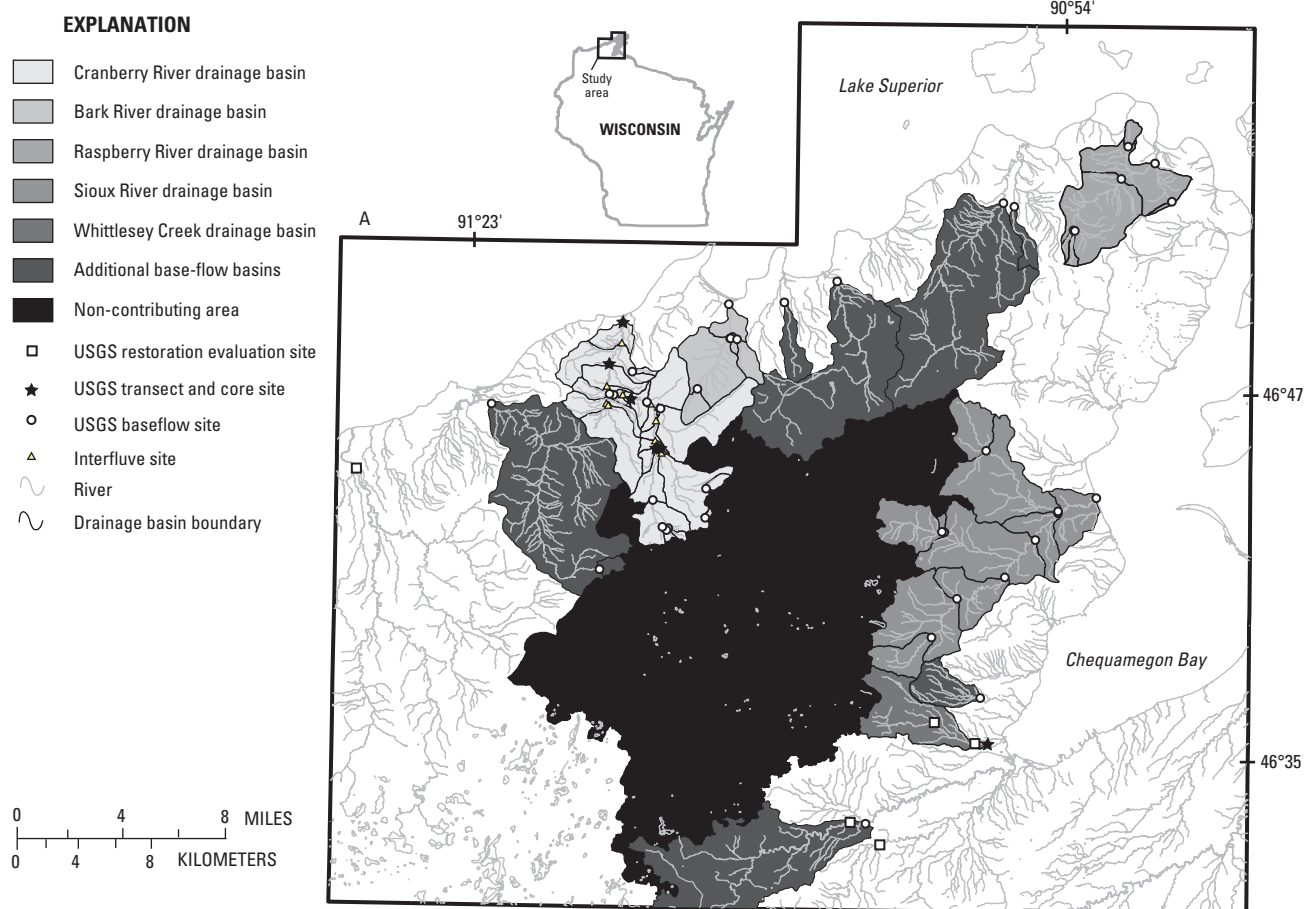 EXPLANATION
Cranberry River drainage basin
Bark River drainage basin
Raspberry River drainage basin
Sioux River drainage basin
Whittlesey Creek drainage basin
Additional base-flow basins
Non-contributing area
USGS restoration evaluation site
USGS transect and core site
USGS baseflow site
Interfluve site
River
Drainage basin boundary
0 4 8 MILES
0 4 8 KILOMETERS
Study
area
WISCONSIN
A
91°23'
90°54'
Lake Superior
46°47'
Chequamegon Bay
46°35'